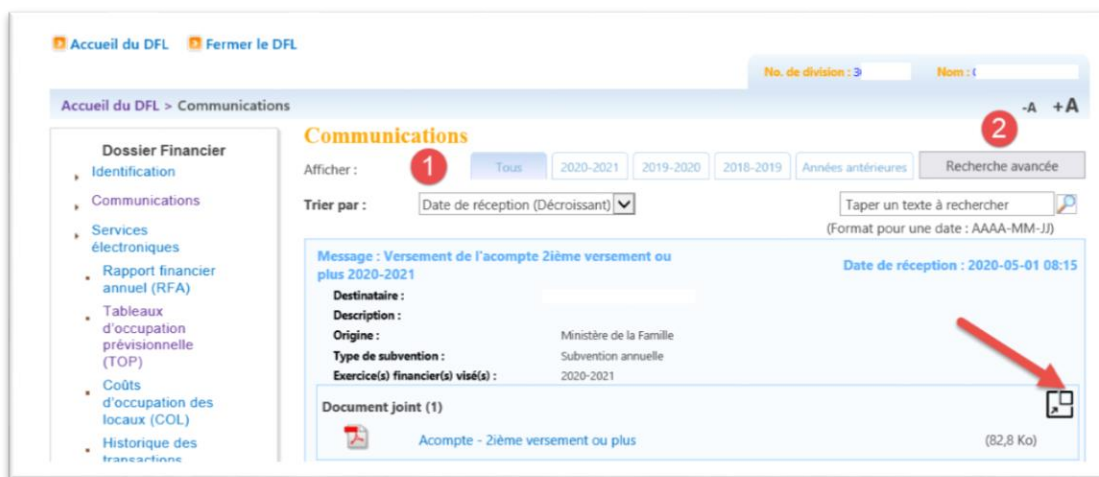 Accueil du DFL Fermer le DFL
No. de division : 3 Nom :
Accueil du DFL > Communications -A +A
Dossier Financier
Identification
Communications
Services
électroniques
Rapport financier
annuel (RFA)
Tableaux
d'occupation
prévisionnelle
(TOP)
Coûts
d'occupation des
locaux (COL)
Historique des
transactions
Communications
2
Afficher : 1 Tous 2020-2021 2019-2020 2018-2019 Années antérieures Recherche avancée
Trier par : Date de réception (Décroissant) Taper un texte à rechercher
(Format pour une date : AAAA-MM-JJ)
Message : Versement de l'acompte 2ième versement ou
plus 2020-2021
Date de réception : 2020-05-01 08:15
Destinataire :
Description :
Origine : Ministère de la Famille
Type de subvention : Subvention annuelle
Exercice(s) financier(s) visé(s) : 2020-2021
Document joint (1)
Acompte - 2ième versement ou plus (82,8 Ko)